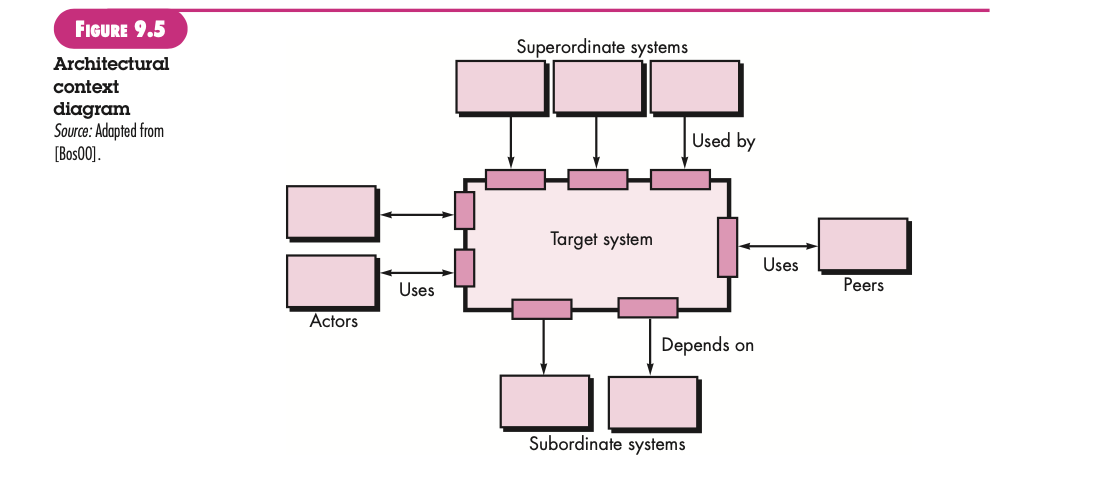 FIGURE 9.5
Architectural
context
diagram
Source: Adapted from
[Bos00].
Superordinate systems
Used by
Target system
Uses
Peers
Uses
Actors
Depends on
Subordinate systems